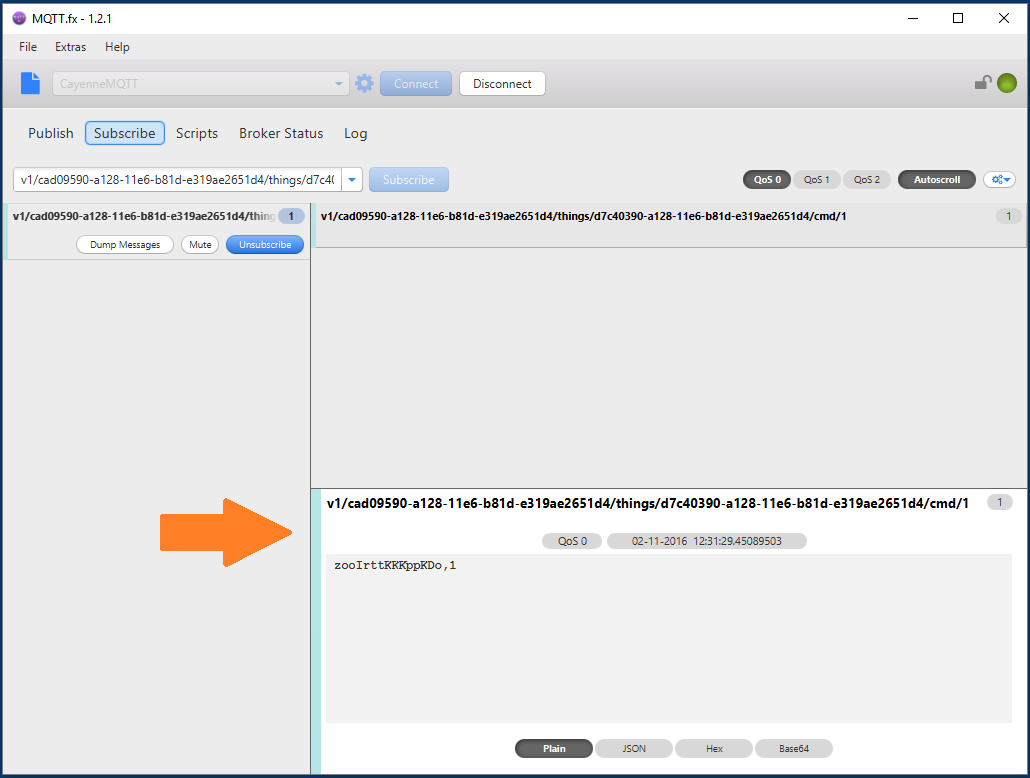 MQTT.fx - 1.2.1
File Extras Help
CayenneMQTT Connect Disconnect
Publish Subscribe Scripts Broker Status Log
v1/cad09590-a128-11e6-b81d-e319ae2651d4/things/d7c40 Subscribe QoS 0 QoS 1 QoS 2 Autoscroll
v1/cad09590-a128-11e6-b81d-e319ae2651d4/thing 1
Dump Messages Mute Unsubscribe
v1/cad09590-a128-11e6-b81d-e319ae2651d4/things/d7c40390-a128-11e6-b81d-e319ae2651d4/cmd/1 1
v1/cad09590-a128-11e6-b81d-e319ae2651d4/things/d7c40390-a128-11e6-b81d-e319ae2651d4/cmd/1 1
QoS 0 02-11-2016 12:31:29.45089503
zooIrttKKKppKDo,1
Plain JSON Hex Base64